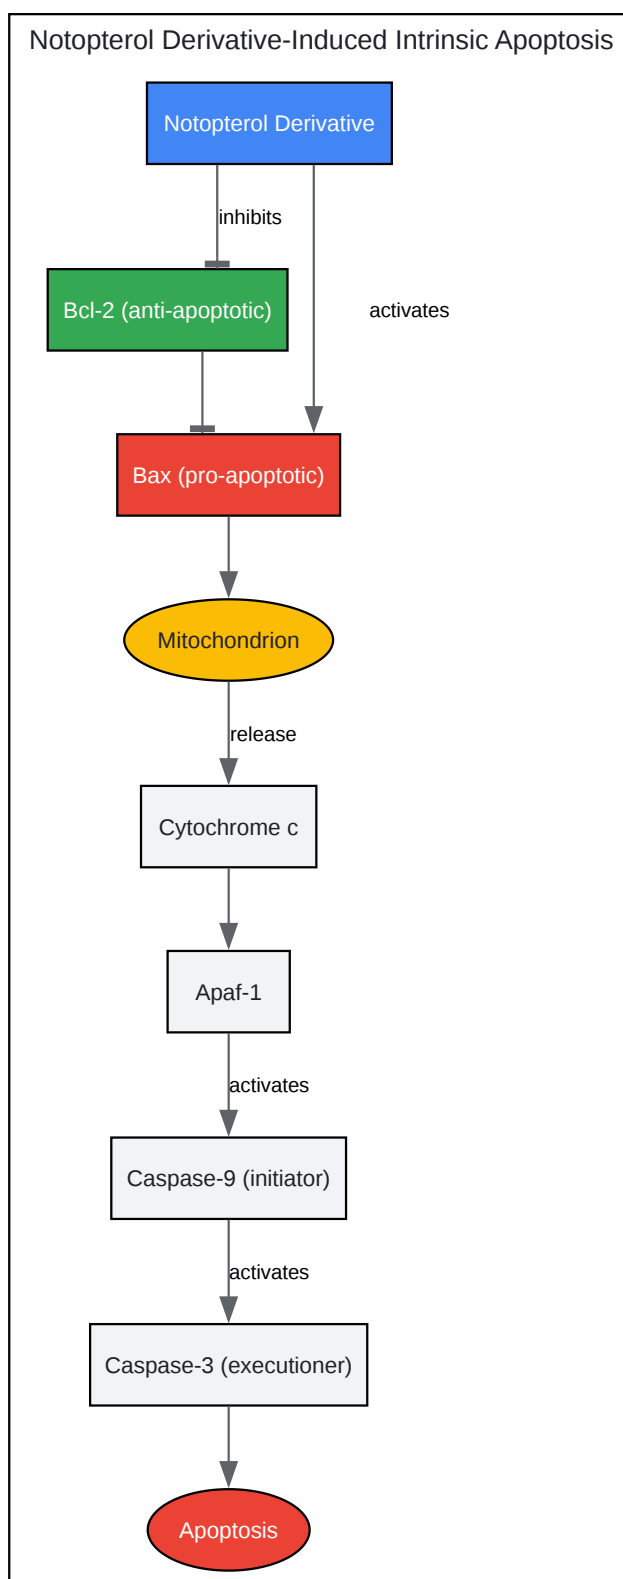 Notopterol Derivative-Induced Intrinsic Apoptosis
Notopterol Derivative
inhibits
Bcl-2 (anti-apoptotic)
activates
Bax (pro-apoptotic)
Mitochondrion
release
Cytochrome c
Apaf-1
activates
Caspase-9 (initiator)
activates
Caspase-3 (executioner)
Apoptosis